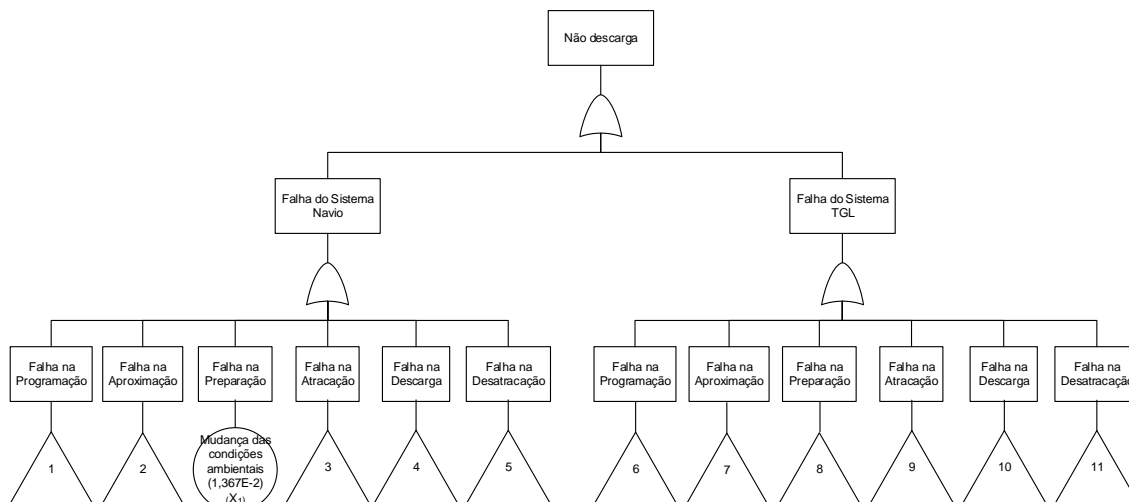 Não descarga
Falha do Sistema
Navio
Falha do Sistema
TGL
Falha na
Programação
Falha na
Aproximação
Falha na
Preparação
Falha na
Atracação
Falha na
Descarga
Falha na
Desatracação
Falha na
Programação
Falha na
Aproximação
Falha na
Preparação
Falha na
Atracação
Falha na
Descarga
Falha na
Desatracação
1
2
Mudança das
condições
ambientais
(1,367E-2)
(X1)
3
4
5
6
7
8
9
10
11